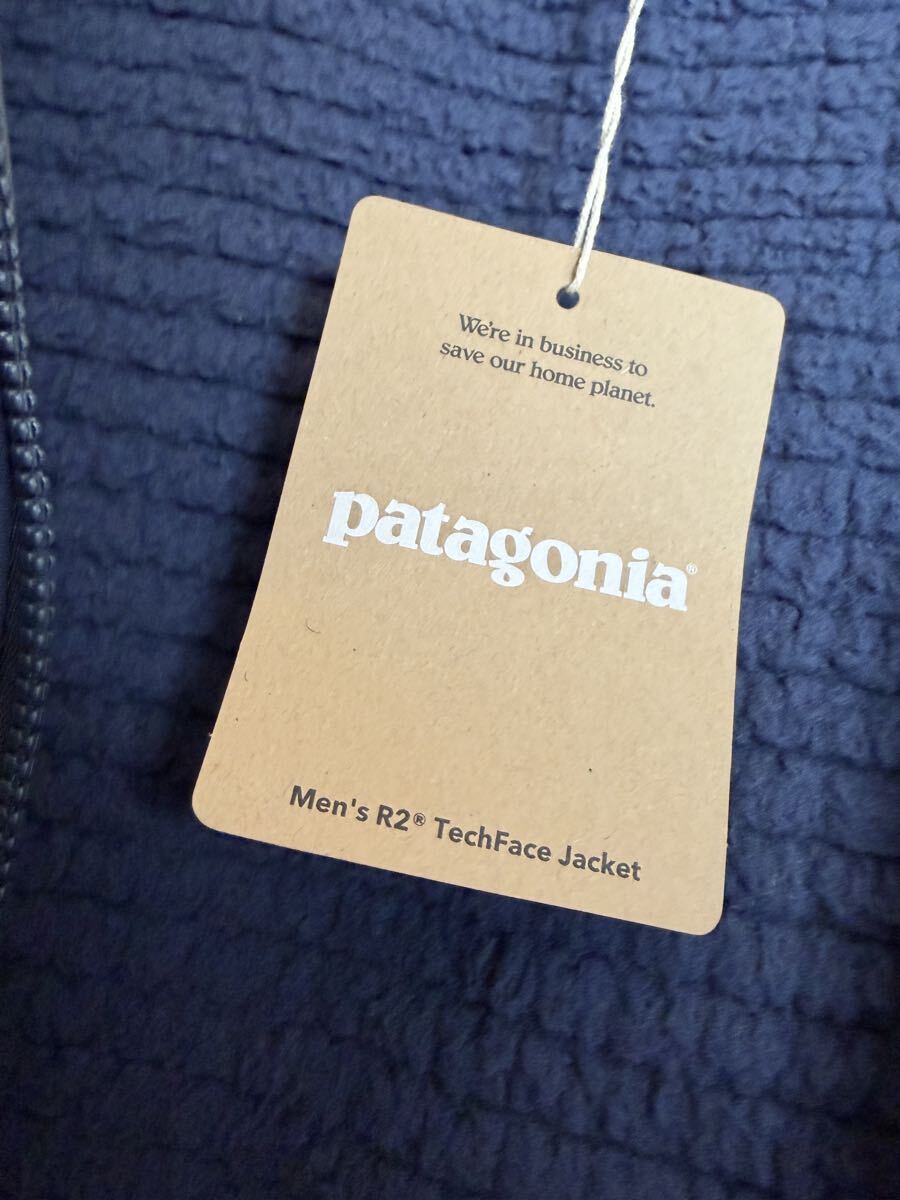 We're in business to
save our home planet.
patagonia®
Men's R2® TechFace Jacket